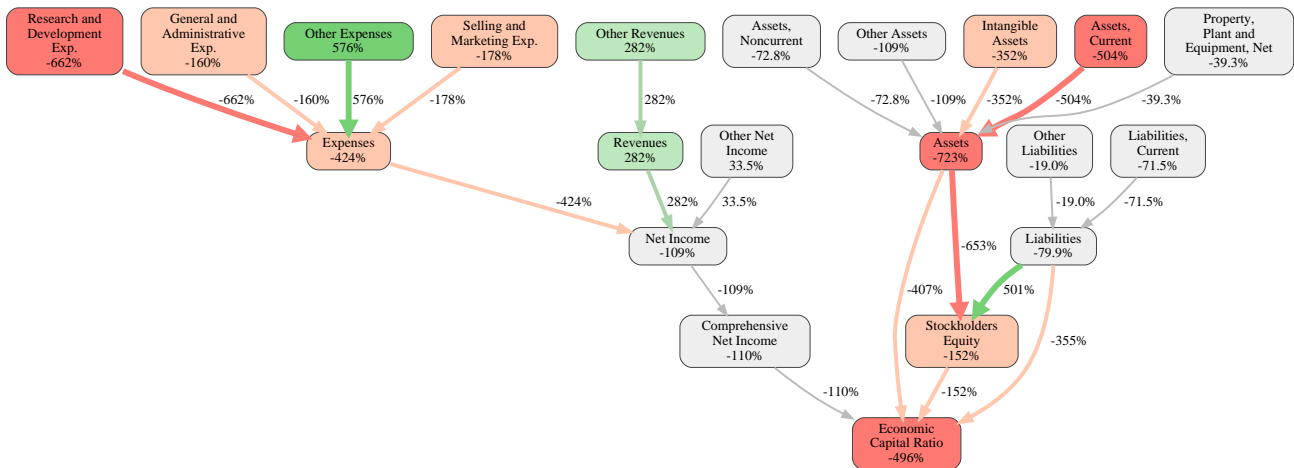 Research and
Development
Exp.
-662%
General and
Administrative
Exp.
-160%
Other Expenses
576%
Selling and
Marketing Exp.
-178%
Other Revenues
282%
Assets,
Noncurrent
-72.8%
Other Assets
-109%
Intangible
Assets
-352%
Assets,
Current
-504%
Property,
Plant and
Equipment, Net
-39.3%
-662%
-160%
576%
-178%
282%
-72.8%
-109%
-352%
-504%
-39.3%
Expenses
-424%
Revenues
282%
Other Net
Income
33.5%
Assets
-723%
Other
Liabilities
-19.0%
Liabilities,
Current
-71.5%
-424%
282%
33.5%
-19.0%
-71.5%
Net Income
-109%
Liabilities
-79.9%
-653%
-109%
-407%
501%
Comprehensive
Net Income
-110%
Stockholders
Equity
-152%
-355%
-110%
-152%
Economic
Capital Ratio
-496%